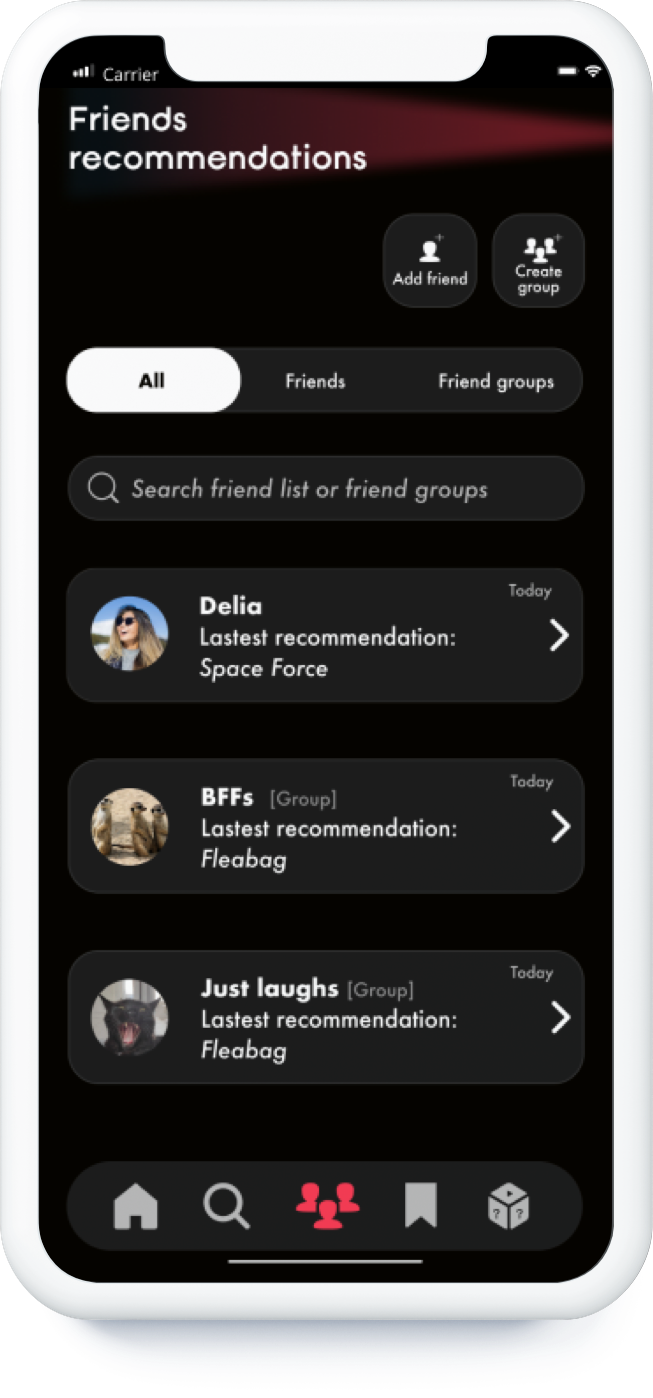 Carrier
Friends
recommendations
Add friend
Create
group
All
Friends
Friend groups
Search friend list or friend groups
Today
Delia
Lastest recommendation:
Space Force
Today
BFFs [Group]
Lastest recommendation:
Fleabag
Today
Just laughs [Group]
Lastest recommendation:
Fleabag
? ?